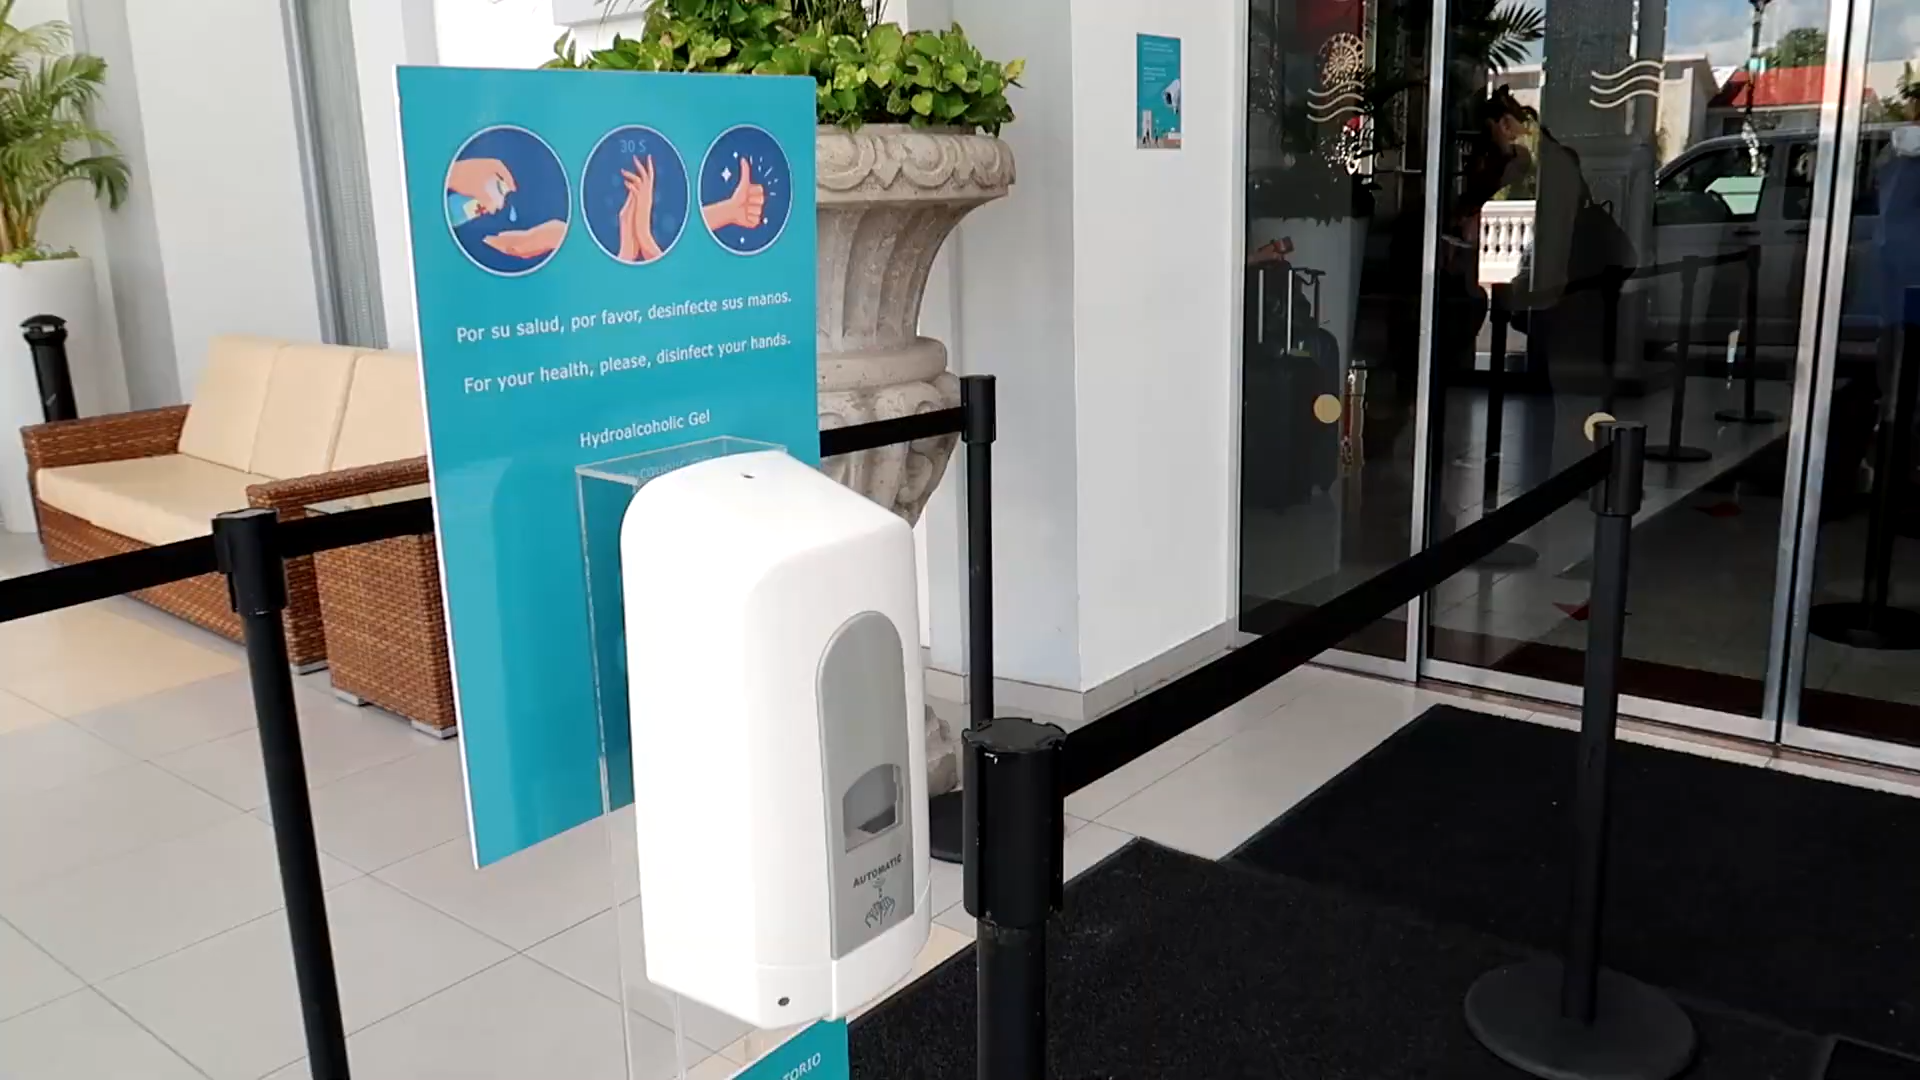 30 S
Por su salud, por favor, desinfecte sus manos.
For your health, please, disinfect your hands.
Hydroalcoholic Gel
AUTOMATIC